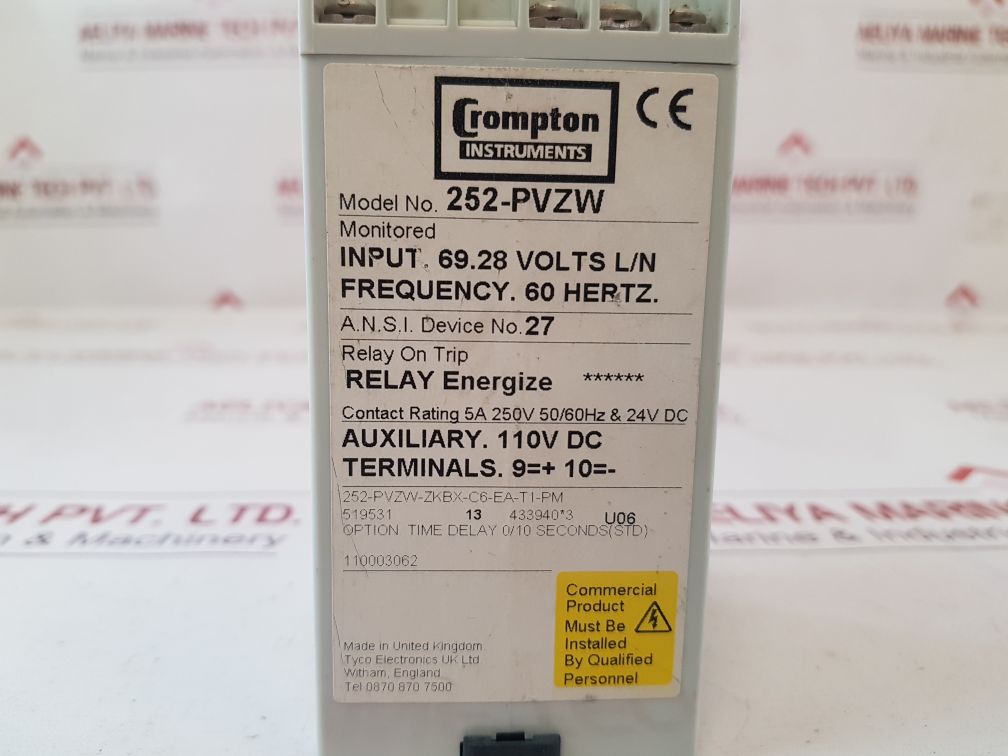 Crompton
INSTRUMENTS
CE
Model No. 252-PVZW
Monitored
INPUT. 69.28 VOLTS L/N
FREQUENCY. 60 HERTZ.
A.N.S.I. Device No. 27
Relay On Trip
RELAY Energize ******
Contact Rating 5A 250V 50/60Hz & 24V DC
AUXILIARY. 110V DC
TERMINALS. 9=+ 10=-
252-PVZW-ZKBX-C6-EA-T1-PM
519531 13 433940*3 U06
OPTION TIME DELAY 0/10 SECONDS(STD)
110003062
Commercial
Product
Must Be
Installed
By Qualified
Personnel
Made in United Kingdom
Tyco Electronics UK Ltd
Witham, England
Tel 0870 870 7500